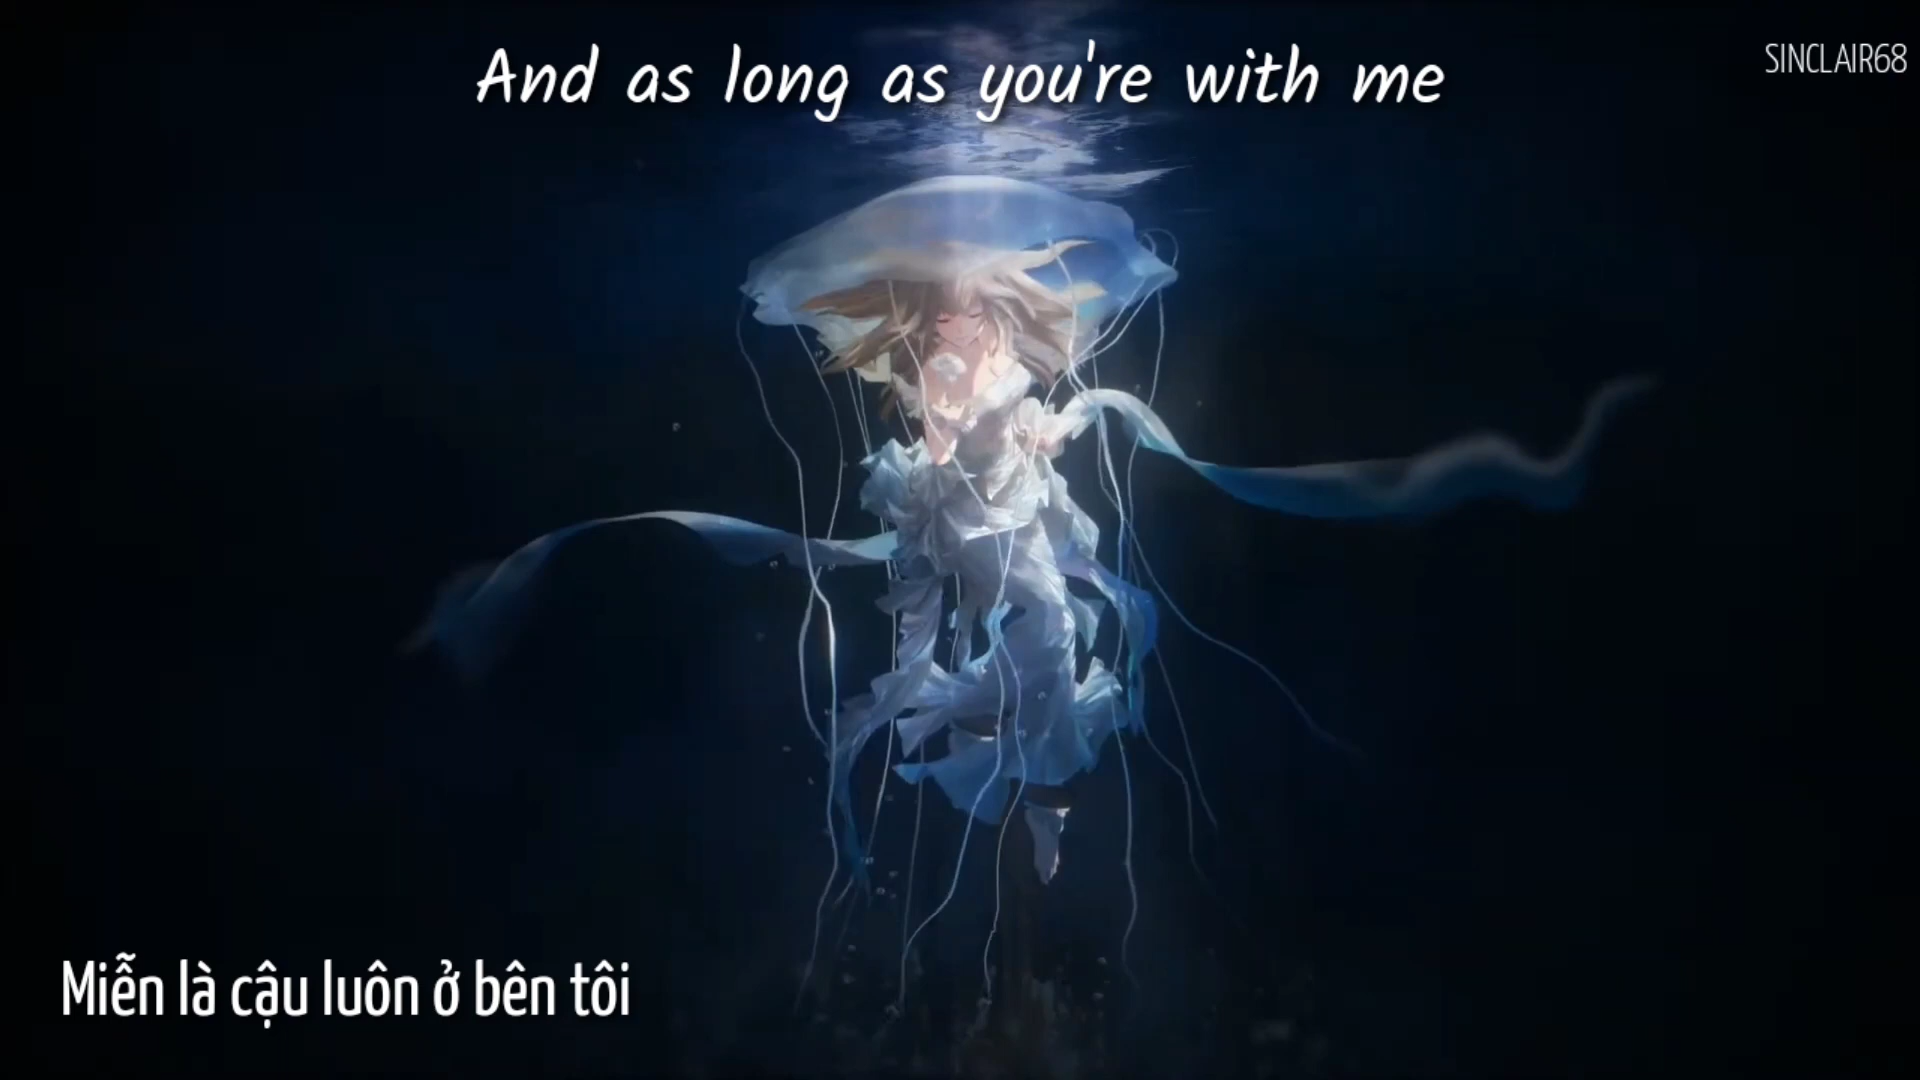 And as long as you're with me
SINCLAIR68
Miễn là cậu luôn ở bên tôi